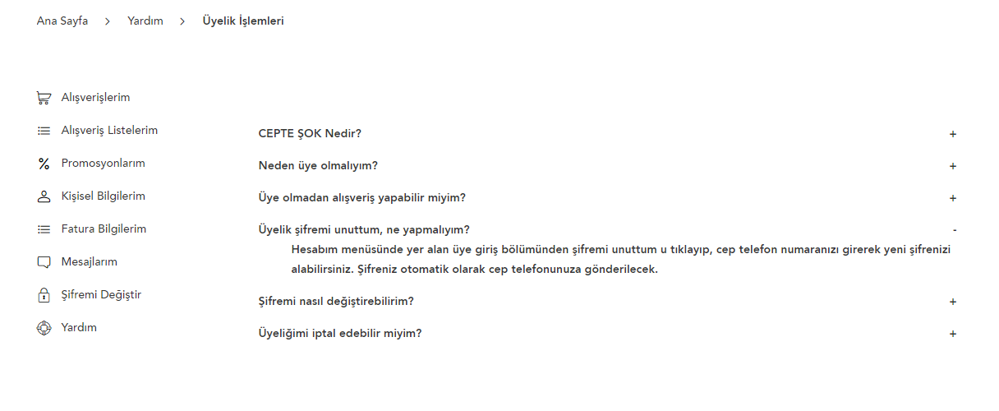 Ana Sayfa > Yardım > Üyelik İşlemleri
Alışverişlerim
Alışveriş Listelerim
Promosyonlarım
Kişisel Bilgilerim
Fatura Bilgilerim
Mesajlarım
Şifremi Değiştir
Yardım
CEPTE ŞOK Nedir? +
Neden üye olmalıyım? +
Üye olmadan alışveriş yapabilir miyim? +
Üyelik şifremi unuttum, ne yapmalıyım? -
Hesabım menüsünde yer alan üye giriş bölümünden şifremi unuttum u tıklayıp, cep telefon numaranızı girerek yeni şifrenizi
alabilirsiniz. Şifreniz otomatik olarak cep telefonunuza gönderilecek.
Şifremi nasıl değiştirebilirim? +
Üyeliğimi iptal edebilir miyim? +